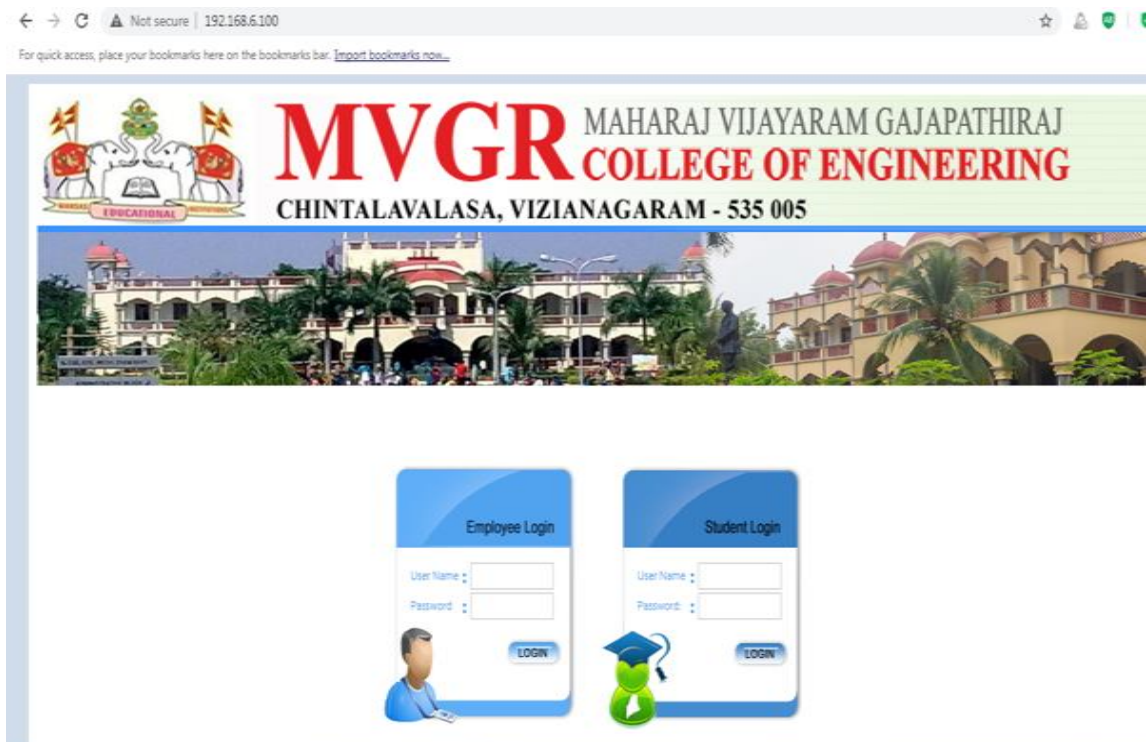 Not secure | 192.168.6.100
For quick access, place your bookmarks here on the bookmarks bar. Import bookmarks now...
MVGR MAHARAJ VIJAYARAM GAJAPATHIRAJ
COLLEGE OF ENGINEERING
CHINTALAVALASA, VIZIANAGARAM - 535 005
MANSAS EDUCATIONAL INSTITUTIONS
Employee Login
User Name :
Password :
LOGIN
Student Login
User Name :
Password: :
LOGIN